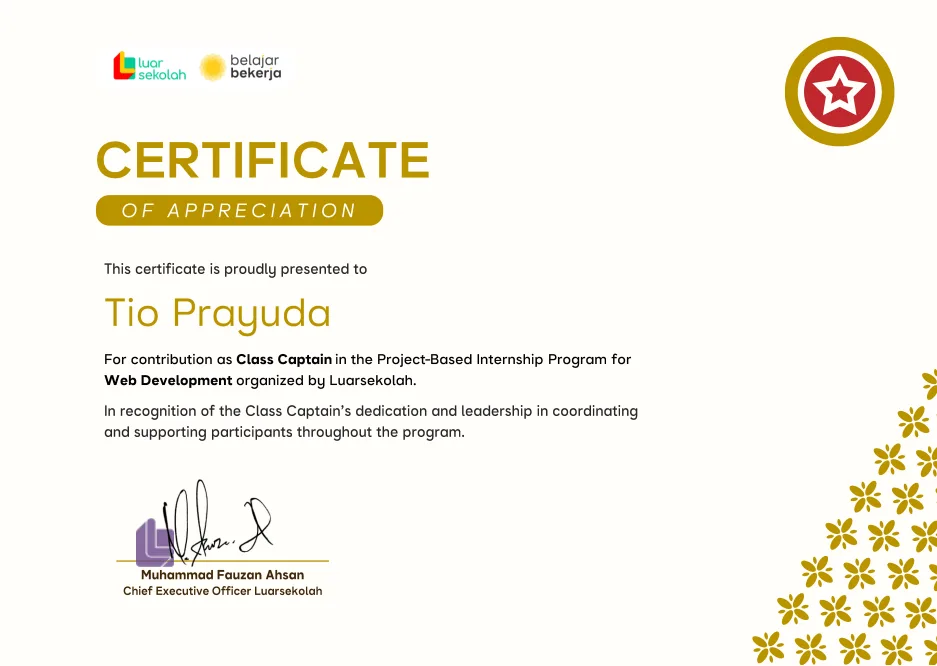 luar
sekolah
belajar
bekerja
CERTIFICATE
OF APPRECIATION
This certificate is proudly presented to
Tio Prayuda
For contribution as Class Captain in the Project-Based Internship Program for
Web Development organized by Luarsekolah.
In recognition of the Class Captain’s dedication and leadership in coordinating
and supporting participants throughout the program.
Muhammad Fauzan Ahsan
Chief Executive Officer Luarsekolah